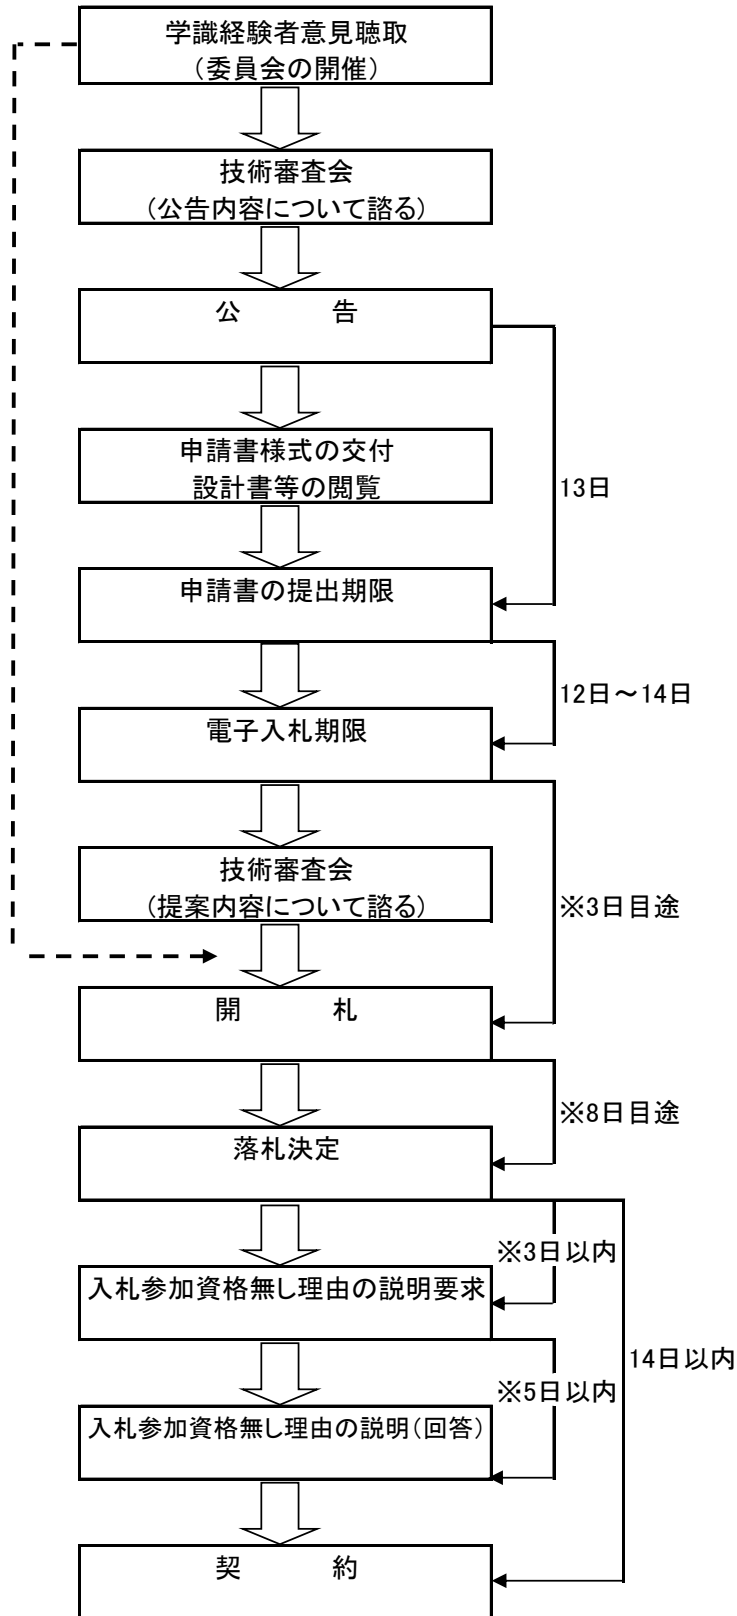 学識経験者意見聴取
（委員会の開催）
技術審査会
（公告内容について諮る）
公　　　告
申請書様式の交付
設計書等の閲覧
13日
申請書の提出期限
12日～14日
電子入札期限
技術審査会
（提案内容について諮る）
※3日目途
開　　　札
※8日目途
落札決定
※3日以内
入札参加資格無し理由の説明要求
14日以内
※5日以内
入札参加資格無し理由の説明（回答）
契　　　約